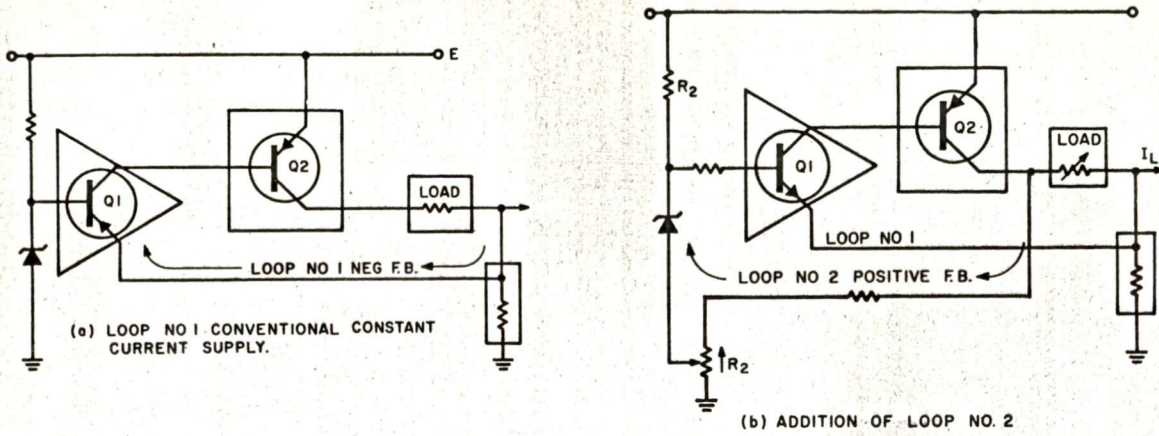 E
Q1
Q2
LOAD
LOOP NO 1 NEG F.B.
(a) LOOP NO 1 CONVENTIONAL CONSTANT
CURRENT SUPPLY.
R2
Q1
Q2
LOAD
IL
LOOP NO 1
LOOP NO 2 POSITIVE F.B.
R2
(b) ADDITION OF LOOP NO. 2